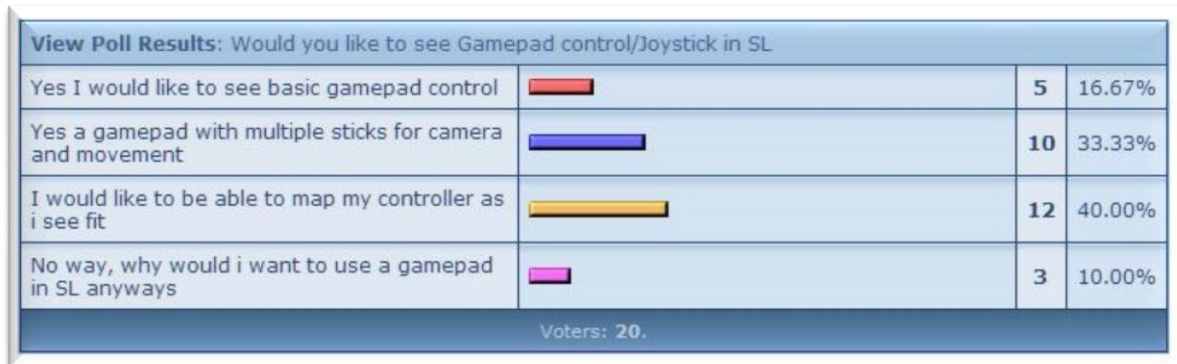 View Poll Results: Would you like to see Gamepad control/Joystick in SL
Yes I would like to see basic gamepad control 5 16.67%
Yes a gamepad with multiple sticks for camera
and movement 10 33.33%
I would like to be able to map my controller as
i see fit 12 40.00%
No way, why would i want to use a gamepad
in SL anyways 3 10.00%
Voters: 20.